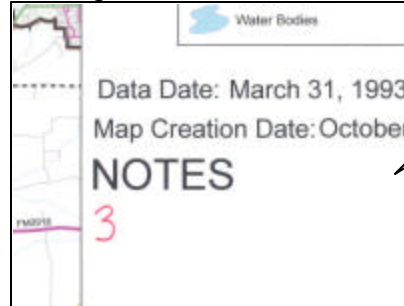 Water Bodies
Data Date: March 31, 1993
Map Creation Date: October
NOTES
3